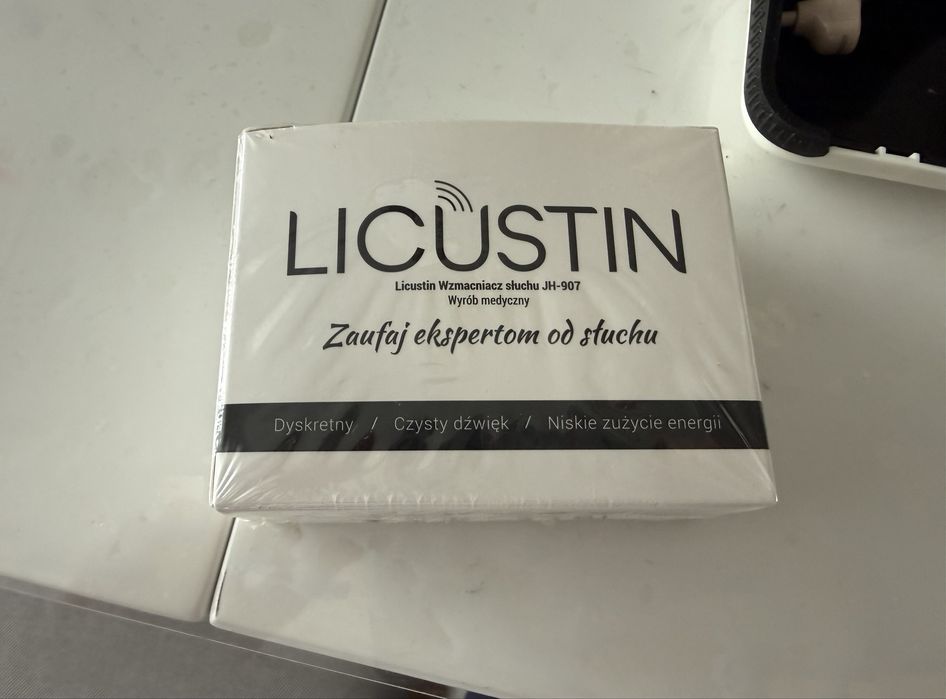 LICUSTIN
Licustin Wzmacniacz słuchu JH-907
Wyrób medyczny
Zaufaj ekspertom od słuchu
Dyskretny / Czysty dźwięk / Niskie zużycie energii